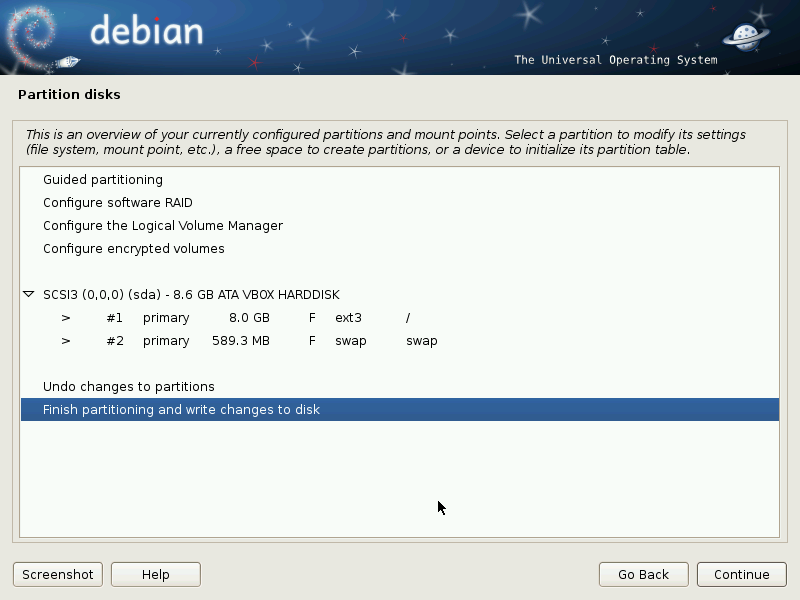 debian
The Universal Operating System
Partition disks
This is an overview of your currently configured partitions and mount points. Select a partition to modify its settings
(file system, mount point, etc.), a free space to create partitions, or a device to initialize its partition table.
Guided partitioning
Configure software RAID
Configure the Logical Volume Manager
Configure encrypted volumes
SCSI3 (0,0,0) (sda) - 8.6 GB ATA VBOX HARDDISK
> #1 primary 8.0 GB F ext3 /
> #2 primary 589.3 MB F swap swap
Undo changes to partitions
Finish partitioning and write changes to disk
Screenshot Help Go Back Continue